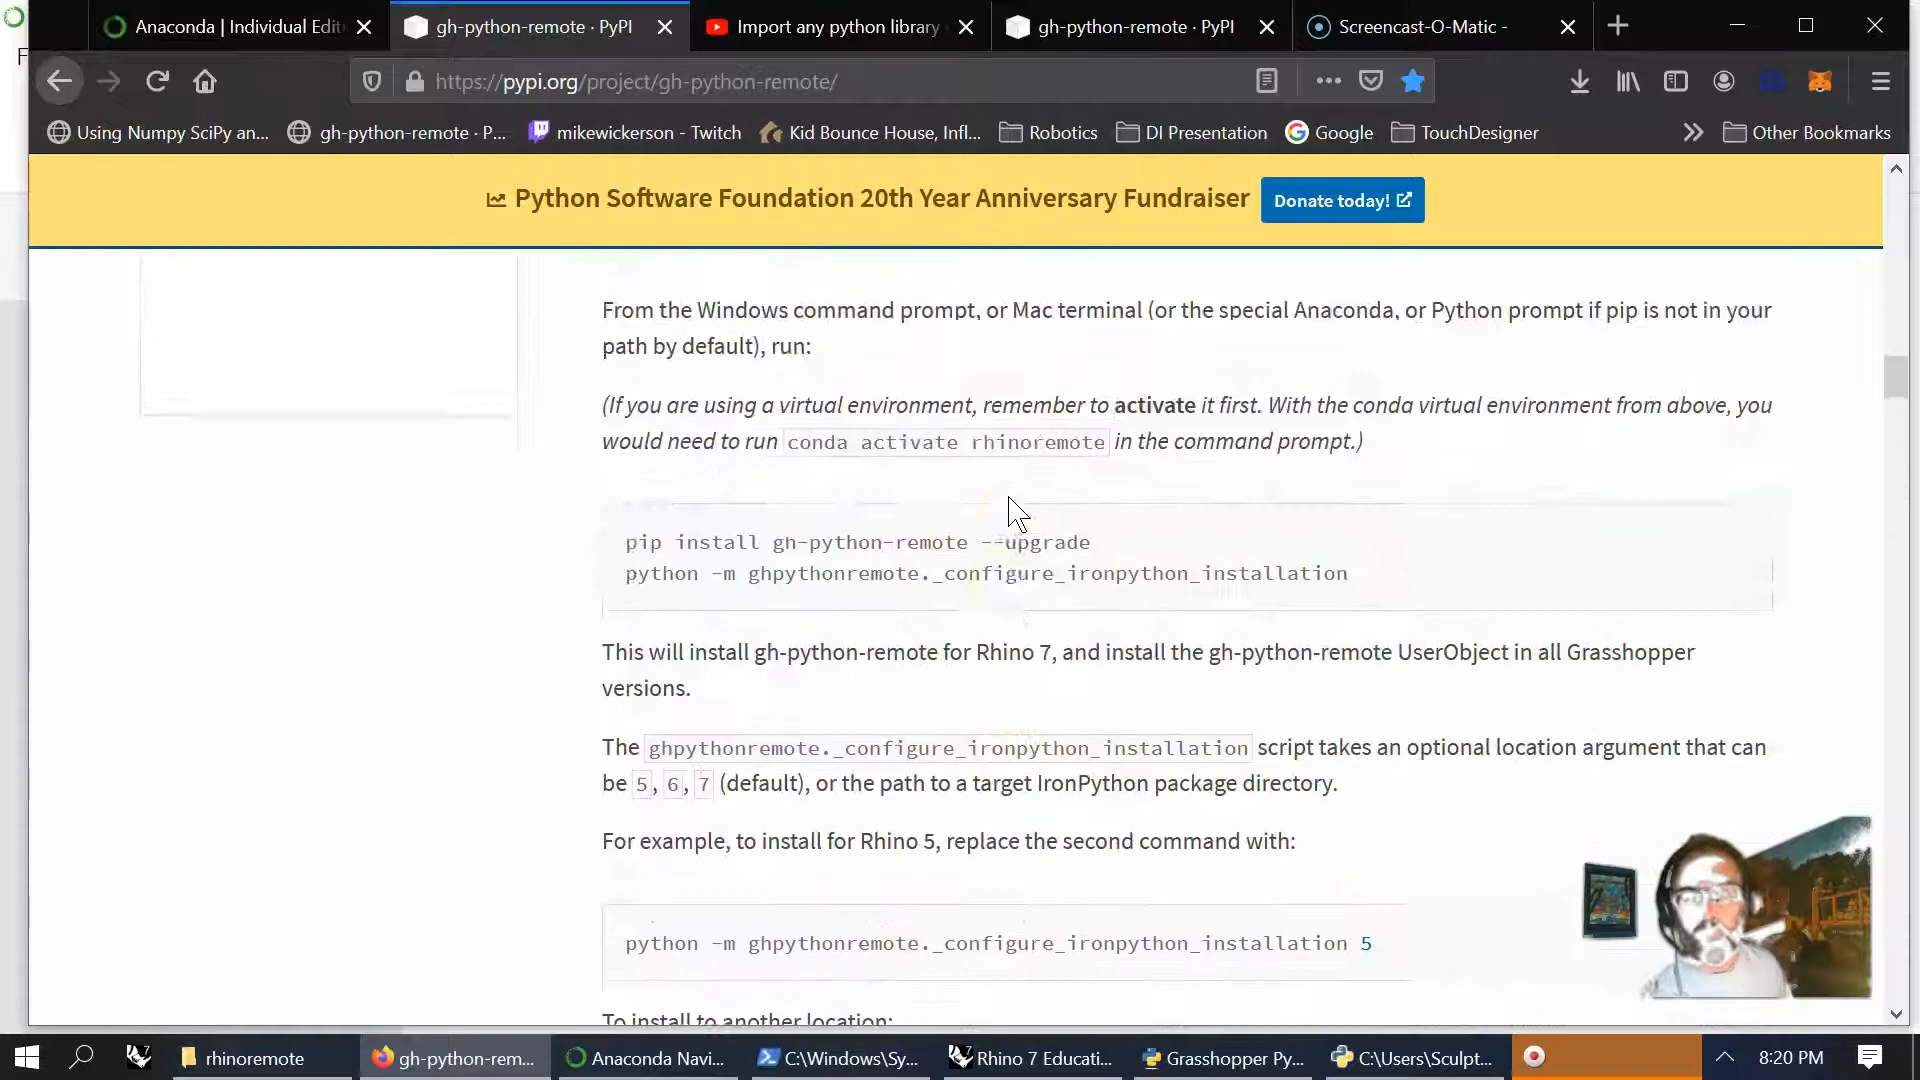 Anaconda | Individual Edit
gh-python-remote · PyPI
Import any python library
gh-python-remote · PyPI
Screencast-O-Matic -
https://pypi.org/project/gh-python-remote/
Using Numpy SciPy an...
gh-python-remote · P...
mikewickerson - Twitch
Kid Bounce House, Infl...
Robotics
DI Presentation
Google
TouchDesigner
Other Bookmarks
Python Software Foundation 20th Year Anniversary Fundraiser
Donate today!
From the Windows command prompt, or Mac terminal (or the special Anaconda, or Python prompt if pip is not in your
path by default), run:
(If you are using a virtual environment, remember to activate it first. With the conda virtual environment from above, you
would need to run conda activate rhinoremote in the command prompt.)
pip install gh-python-remote --upgrade
python -m ghpythonremote._configure_ironpython_installation
This will install gh-python-remote for Rhino 7, and install the gh-python-remote UserObject in all Grasshopper
versions.
The ghpythonremote._configure_ironpython_installation script takes an optional location argument that can
be 5, 6, 7 (default), or the path to a target IronPython package directory.
For example, to install for Rhino 5, replace the second command with:
python -m ghpythonremote._configure_ironpython_installation 5
To install to another location:
rhinoremote
gh-python-rem...
Anaconda Navi...
C:\Windows\Sy...
Rhino 7 Educati...
Grasshopper Py...
C:\Users\Sculpt...
8:20 PM